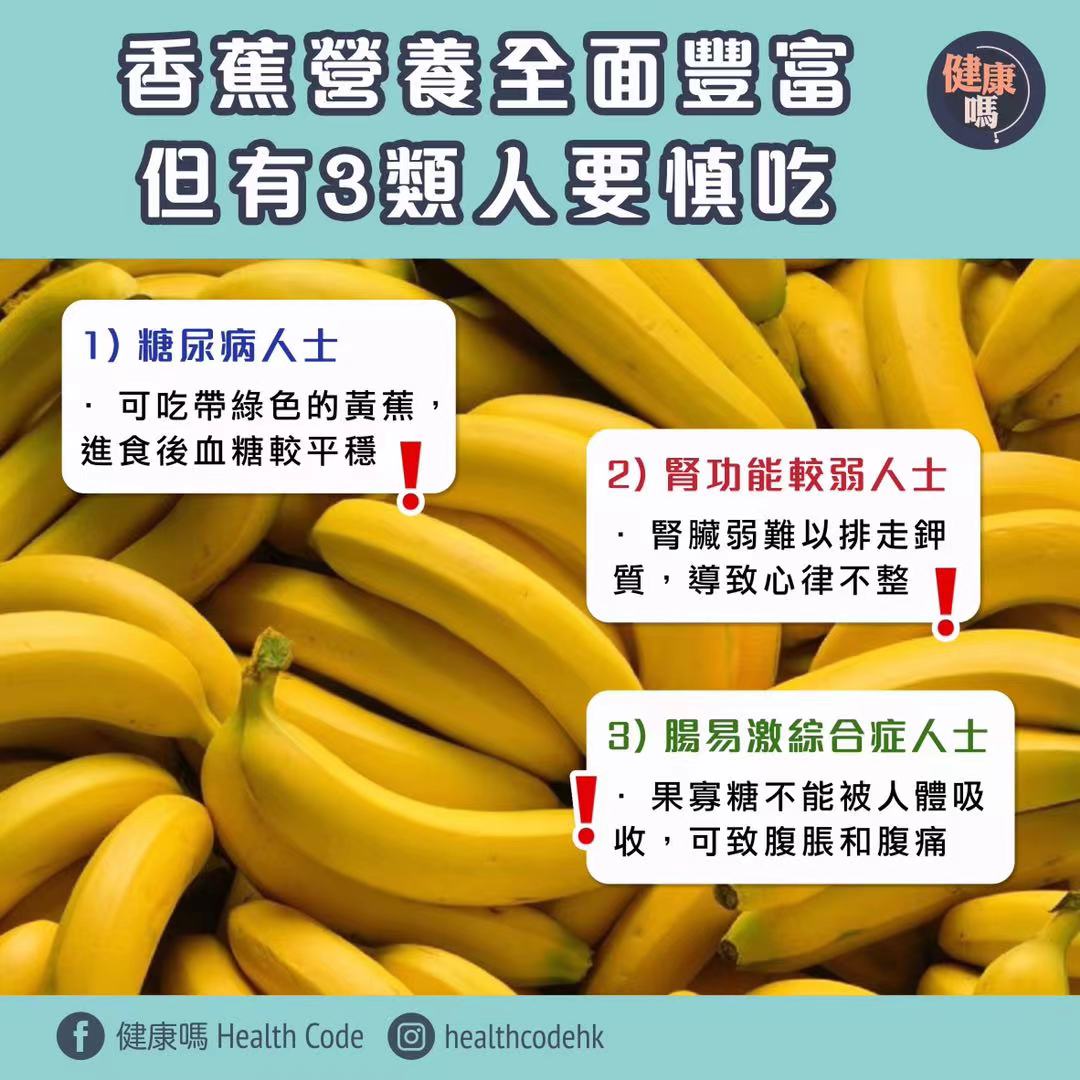 香蕉營養全面豐富
但有3類人要慎吃
健康
嗎?
1) 糖尿病人士
· 可吃帶綠色的黃蕉，
進食後血糖較平穩
2) 腎功能較弱人士
· 腎臟弱難以排走鉀
質，導致心律不整
3) 腸易激綜合症人士
· 果寡糖不能被人體吸
收，可致腹脹和腹痛
健康嗎 Health Code
healthcodehk